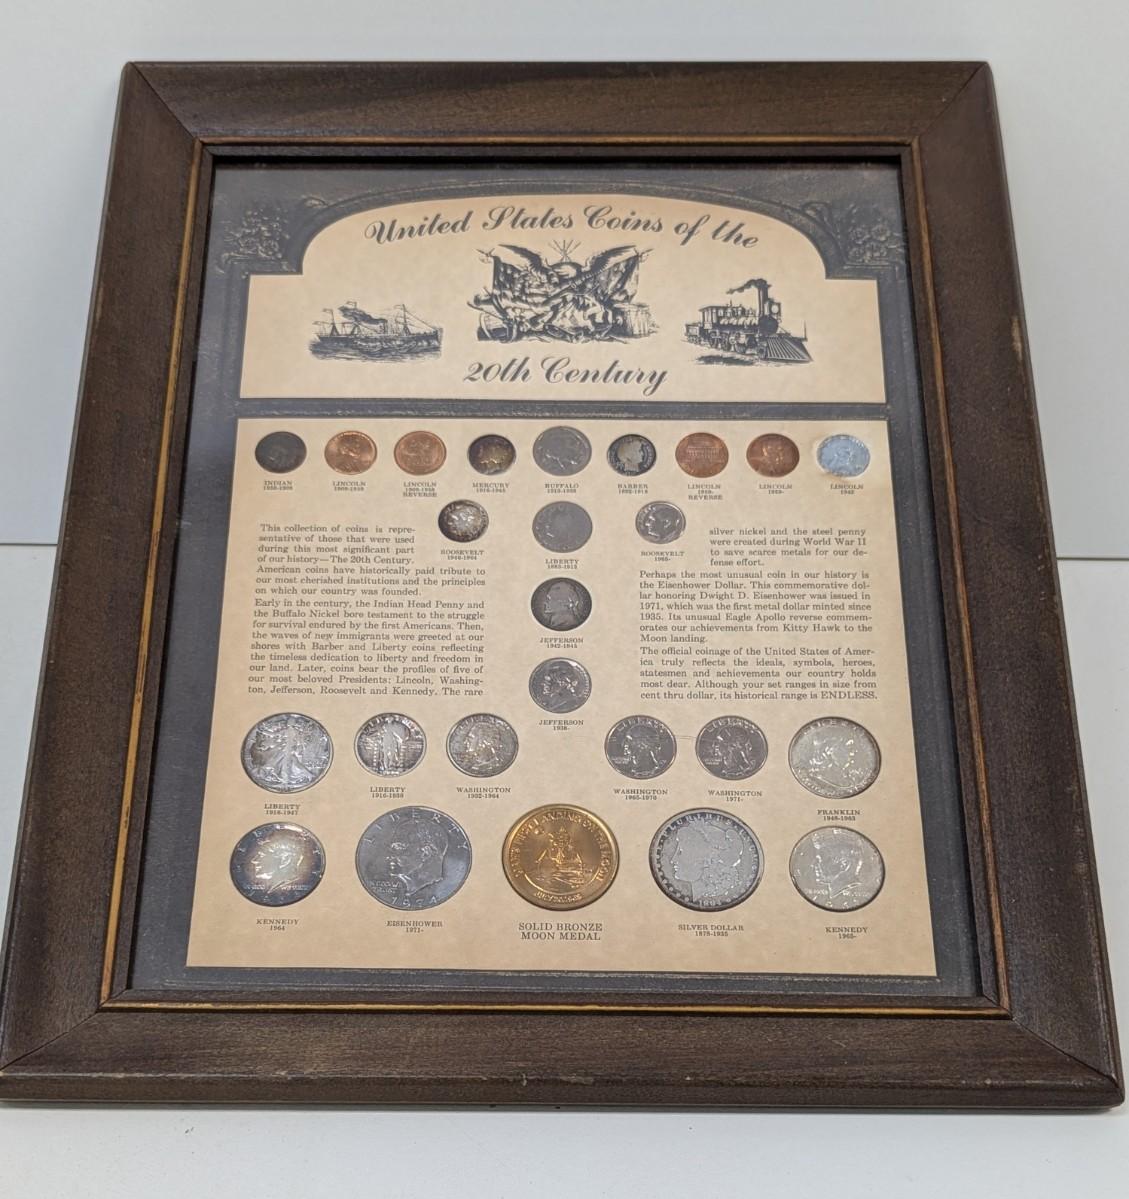 United States Coins of the
20th Century
INDIAN
LINCOLN
1909-1958
LINCOLN
1909-1958
REVERSE
MERCURY
1916-1945
BUFFALO
1913-1938
BARBER
1892-1916
LINCOLN
1959-
REVERSE
LINCOLN
1959-
LINCOLN
ROOSEVELT
1946-1964
LIBERTY
ROOSEVELT
1965-
This collection of coins is repre-
sentative of those that were used
during this most significant part
of our history—The 20th Century.
American coins have historically paid tribute to
our most cherished institutions and the principles
on which our country was founded.
Early in the century, the Indian Head Penny and
the Buffalo Nickel bore testament to the struggle
for survival endured by the first Americans. Then,
the waves of new immigrants were greeted at our
shores with Barber and Liberty coins reflecting
the timeless dedication to liberty and freedom in
our land. Later, coins bear the profiles of five of
our most beloved Presidents: Lincoln, Washing-
ton, Jefferson, Roosevelt and Kennedy. The rare
JEFFERSON
1942-1945
JEFFERSON
1938-
silver nickel and the steel penny
were created during World War II
to save scarce metals for our de-
fense effort.
Perhaps the most unusual coin in our history is
the Eisenhower Dollar. This commemorative dol-
lar honoring Dwight D. Eisenhower was issued in
1971, which was the first metal dollar minted since
1935. Its unusual Eagle Apollo reverse commem-
orates our achievements from Kitty Hawk to the
Moon landing.
The official coinage of the United States of Amer-
ica truly reflects the ideals, symbols, heroes,
statesmen and achievements our country holds
most dear. Although your set ranges in size from
cent thru dollar, its historical range is ENDLESS.
LIBERTY
1916-1947
LIBERTY
WASHINGTON
1932-1964
WASHINGTON
1965-1970
WASHINGTON
1971-
FRANKLIN
1948-1963
KENNEDY
1964
LIBERTY
1974
EISENHOWER
1971-
SOLID BRONZE
MOON MEDAL
SILVER DOLLAR
1878-1935
KENNEDY
1965-